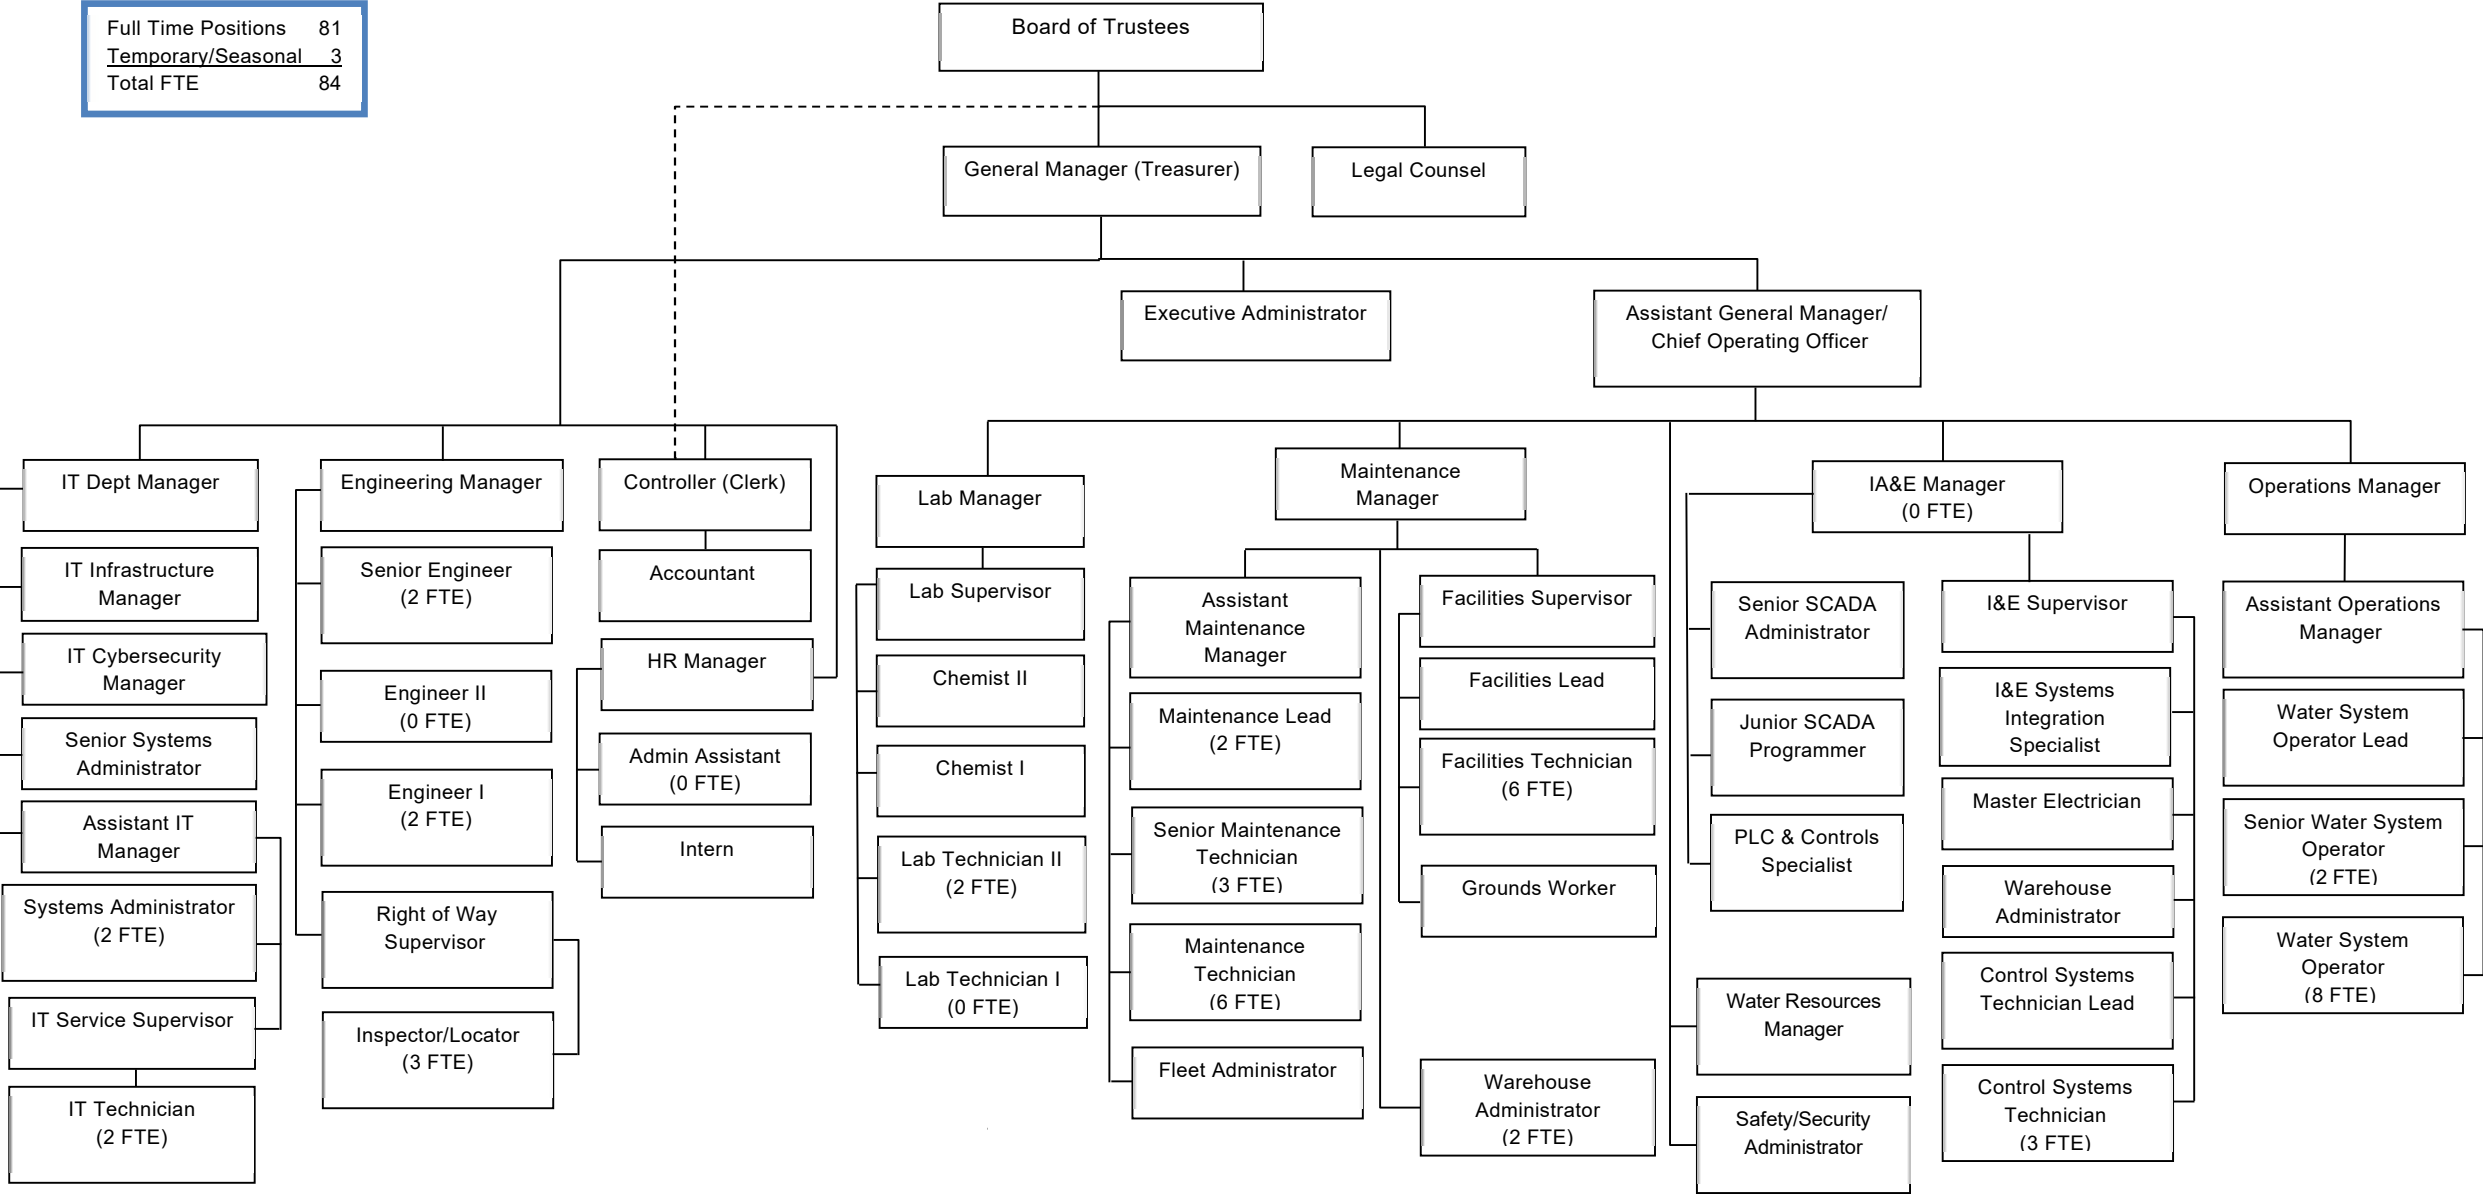 Full Time Positions 81
Temporary/Seasonal 3
Total FTE 84
Board of Trustees
General Manager (Treasurer)
Legal Counsel
Executive Administrator
Assistant General Manager/
Chief Operating Officer
IT Dept Manager
IT Infrastructure
Manager
IT Cybersecurity
Manager
Senior Systems
Administrator
Assistant IT
Manager
Systems Administrator
(2 FTE)
IT Service Supervisor
IT Technician
(2 FTE)
Engineering Manager
Senior Engineer
(2 FTE)
Engineer II
(0 FTE)
Engineer I
(2 FTE)
Right of Way
Supervisor
Inspector/Locator
(3 FTE)
Controller (Clerk)
Accountant
HR Manager
Admin Assistant
(0 FTE)
Intern
Lab Manager
Lab Supervisor
Chemist II
Chemist I
Lab Technician II
(2 FTE)
Lab Technician I
(0 FTE)
Maintenance
Manager
Assistant
Maintenance
Manager
Maintenance Lead
(2 FTE)
Senior Maintenance
Technician
(3 FTE)
Maintenance
Technician
(6 FTE)
Fleet Administrator
Facilities Supervisor
Facilities Lead
Facilities Technician
(6 FTE)
Grounds Worker
Warehouse
Administrator
(2 FTE)
IA&E Manager
(0 FTE)
Senior SCADA
Administrator
Junior SCADA
Programmer
PLC & Controls
Specialist
Water Resources
Manager
Safety/Security
Administrator
I&E Supervisor
I&E Systems
Integration
Specialist
Master Electrician
Warehouse
Administrator
Control Systems
Technician Lead
Control Systems
Technician
(3 FTE)
Operations Manager
Assistant Operations
Manager
Water System
Operator Lead
Senior Water System
Operator
(2 FTE)
Water System
Operator
(8 FTE)